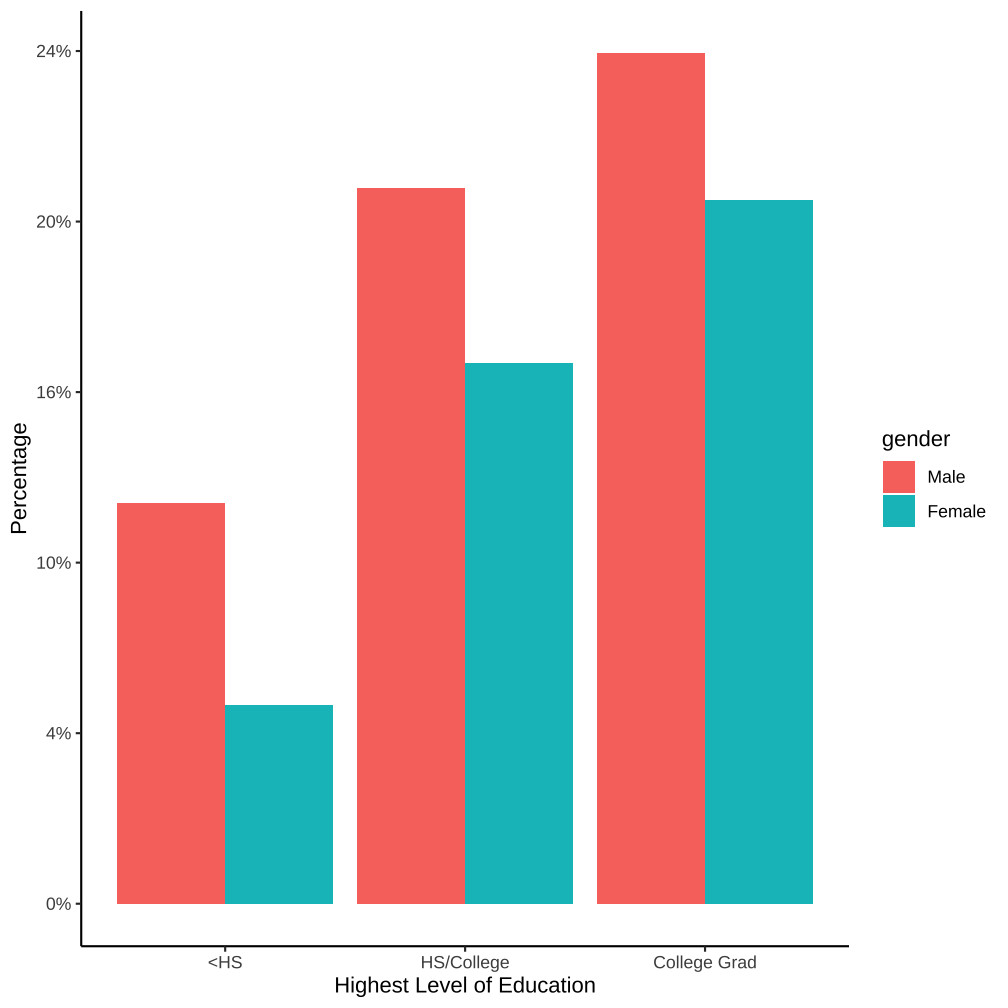 24%
20%
16%
10%
4%
0%
Percentage
<HS
HS/College
College Grad
Highest Level of Education
gender
Male
Female